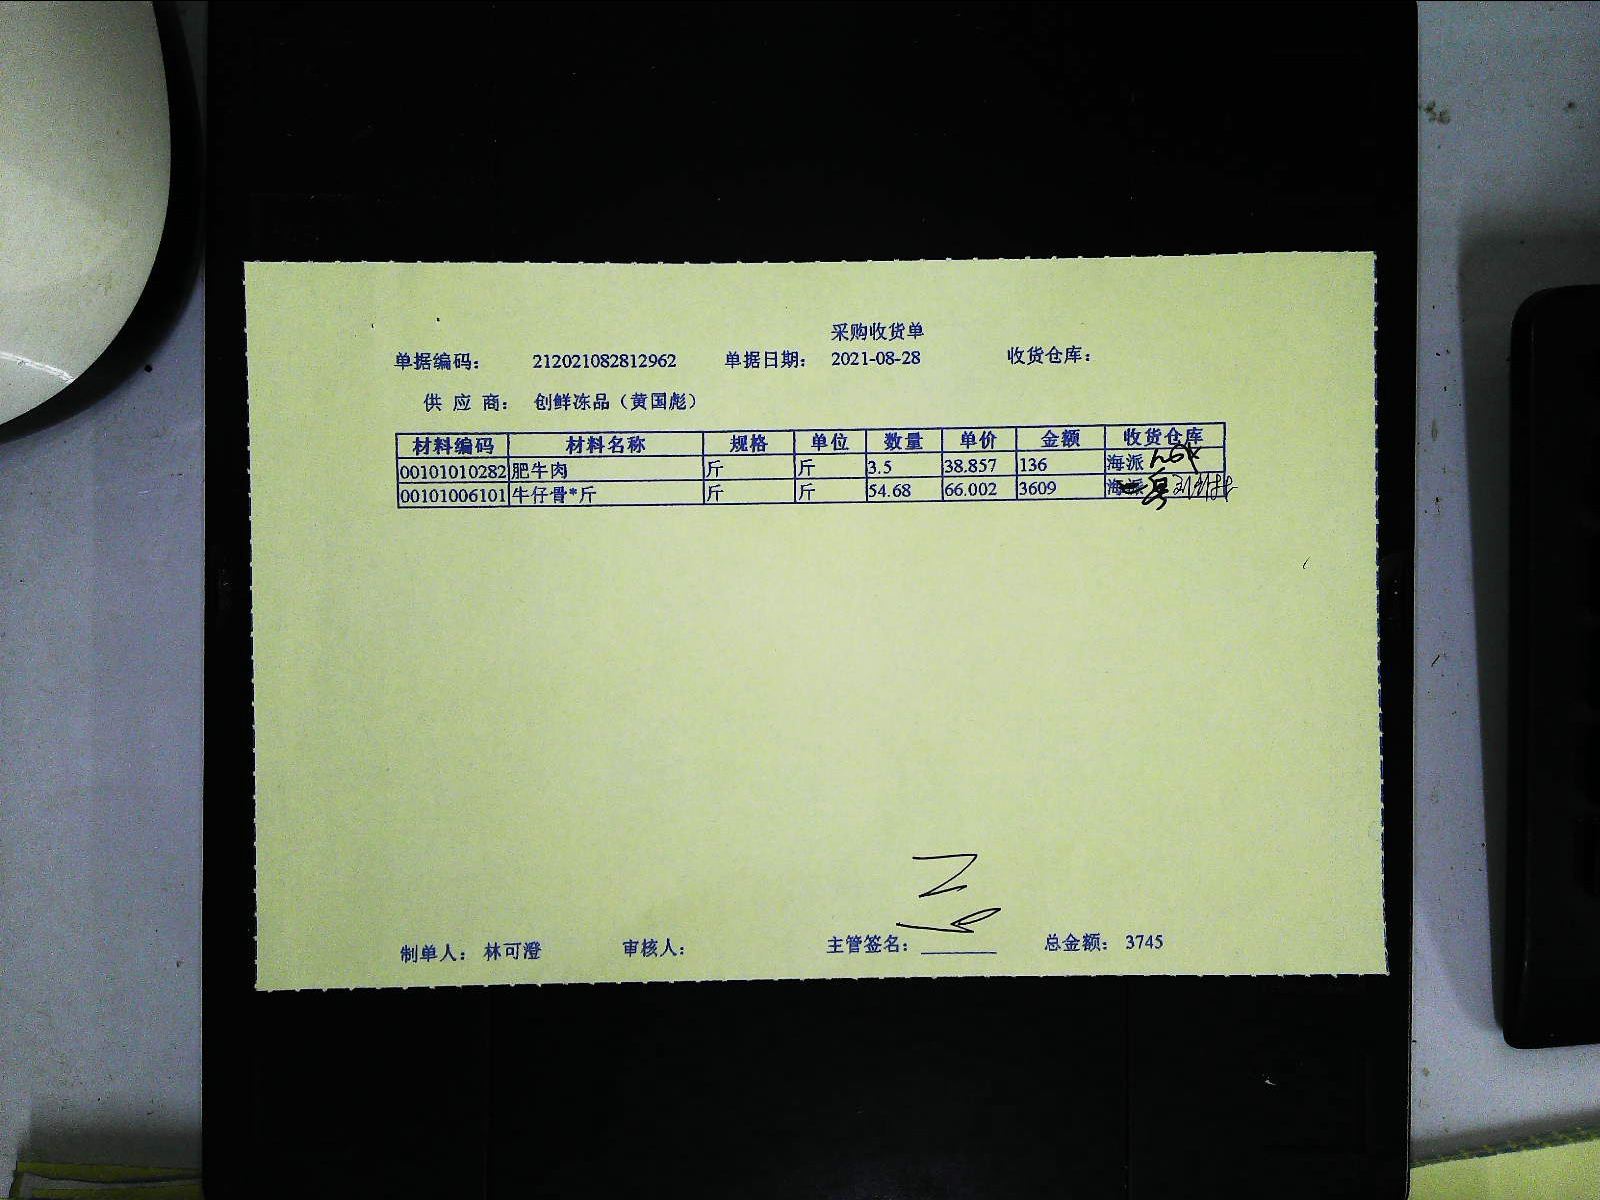 采购收货单
单据编码： 212021082812962 单据日期： 2021-08-28 收货仓库：
供 应 商： 创鲜冻品（黄国彪）
材料编码 材料名称 规格 单位 数量 单价 金额 收货仓库
00101010282 肥牛肉 斤 斤 3.5 38.857 136 海派
00101006101 牛仔骨*斤 斤 斤 54.68 66.002 3609 海派
制单人： 林可澄 审核人： 主管签名： 总金额： 3745